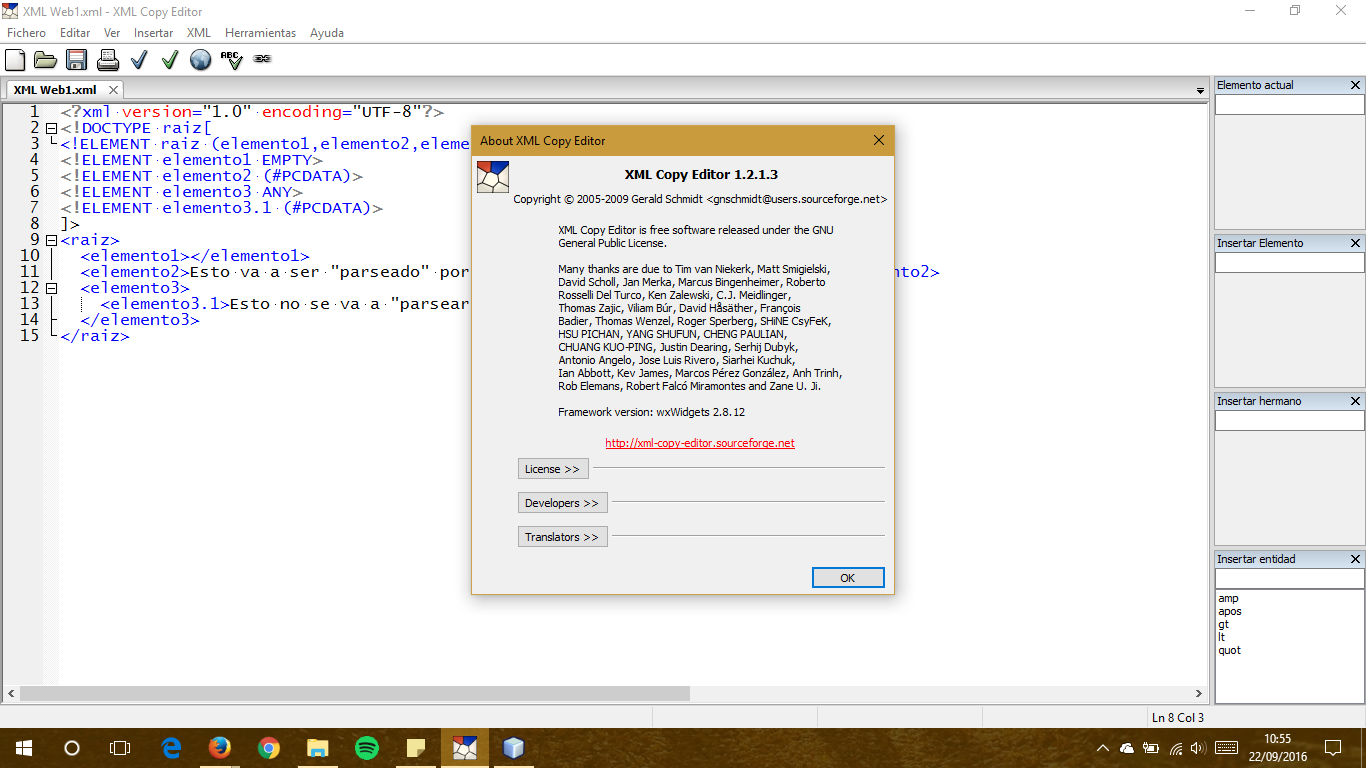 XML Web1.xml - XML Copy Editor
Fichero Editar Ver Insertar XML Herramientas Ayuda
ABC
XML Web1.xml
1 <?xml version="1.0" encoding="UTF-8"?>
2 <!DOCTYPE raiz[
3 <!ELEMENT raiz (elemento1,elemento2,eleme
4 <!ELEMENT elemento1 EMPTY>
5 <!ELEMENT elemento2 (#PCDATA)>
6 <!ELEMENT elemento3 ANY>
7 <!ELEMENT elemento3.1 (#PCDATA)>
8 ]>
9 <raiz>
10 <elemento1></elemento1>
11 <elemento2>Esto va a ser "parseado" por nto2>
12 <elemento3>
13 <elemento3.1>Esto no se va a "parsear
14 </elemento3>
15 </raiz>
About XML Copy Editor
XML Copy Editor 1.2.1.3
Copyright © 2005-2009 Gerald Schmidt <gnschmidt@users.sourceforge.net>
XML Copy Editor is free software released under the GNU
General Public License.
Many thanks are due to Tim van Niekerk, Matt Smigielski,
David Scholl, Jan Merka, Marcus Bingenheimer, Roberto
Rosselli Del Turco, Ken Zalewski, C.J. Meidlinger,
Thomas Zajic, Viliam Búr, David Håsäther, François
Badier, Thomas Wenzel, Roger Sperberg, SHiNE CsyFeK,
HSU PICHAN, YANG SHUFUN, CHENG PAULIAN,
CHUANG KUO-PING, Justin Dearing, Serhij Dubyk,
Antonio Angelo, Jose Luis Rivero, Siarhei Kuchuk,
Ian Abbott, Kev James, Marcos Pérez González, Anh Trinh,
Rob Elemans, Robert Falcó Miramontes and Zane U. Ji.
Framework version: wxWidgets 2.8.12
http://xml-copy-editor.sourceforge.net
License >>
Developers >>
Translators >>
OK
Elemento actual
Insertar Elemento
Insertar hermano
Insertar entidad
amp
apos
gt
lt
quot
Ln 8 Col 3
10:55
22/09/2016